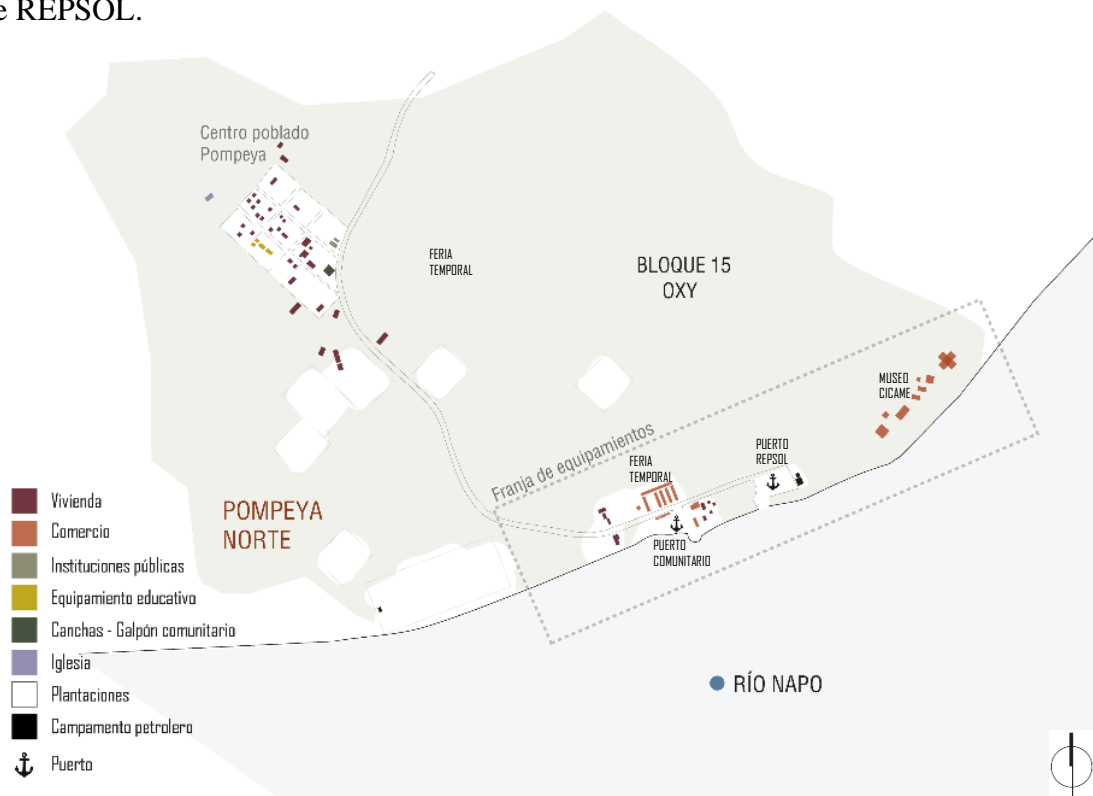 e REPSOL.
Centro poblado
Pompeya
FERIA
TEMPORAL
BLOQUE 15
OXY
MUSEO
CICAME
PUERTO
REPSOL
Franja de equipamientos
FERIA
TEMPORAL
PUERTO
COMUNITARIO
POMPEYA
NORTE
RÍO NAPO
Vivienda
Comercio
Instituciones públicas
Equipamiento educativo
Canchas - Galpón comunitario
Iglesia
Plantaciones
Campamento petrolero
Puerto